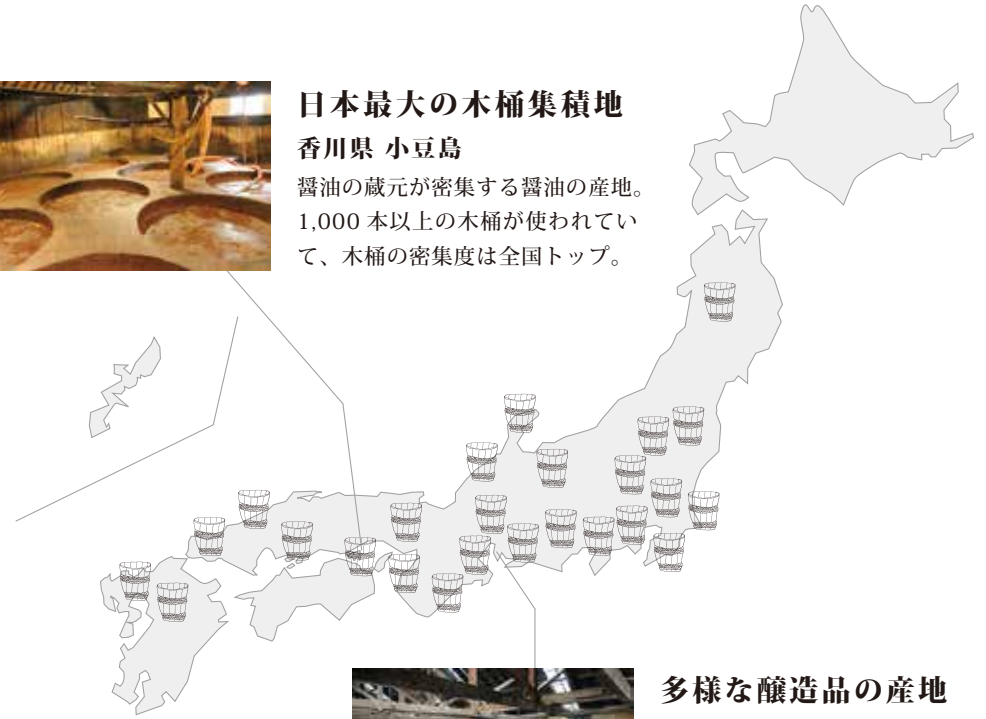 日本最大の木桶集積地
香川県 小豆島
醤油の蔵元が密集する醤油の産地。
1,000 本以上の木桶が使われてい
て、木桶の密集度は全国トップ。
多様な醸造品の産地